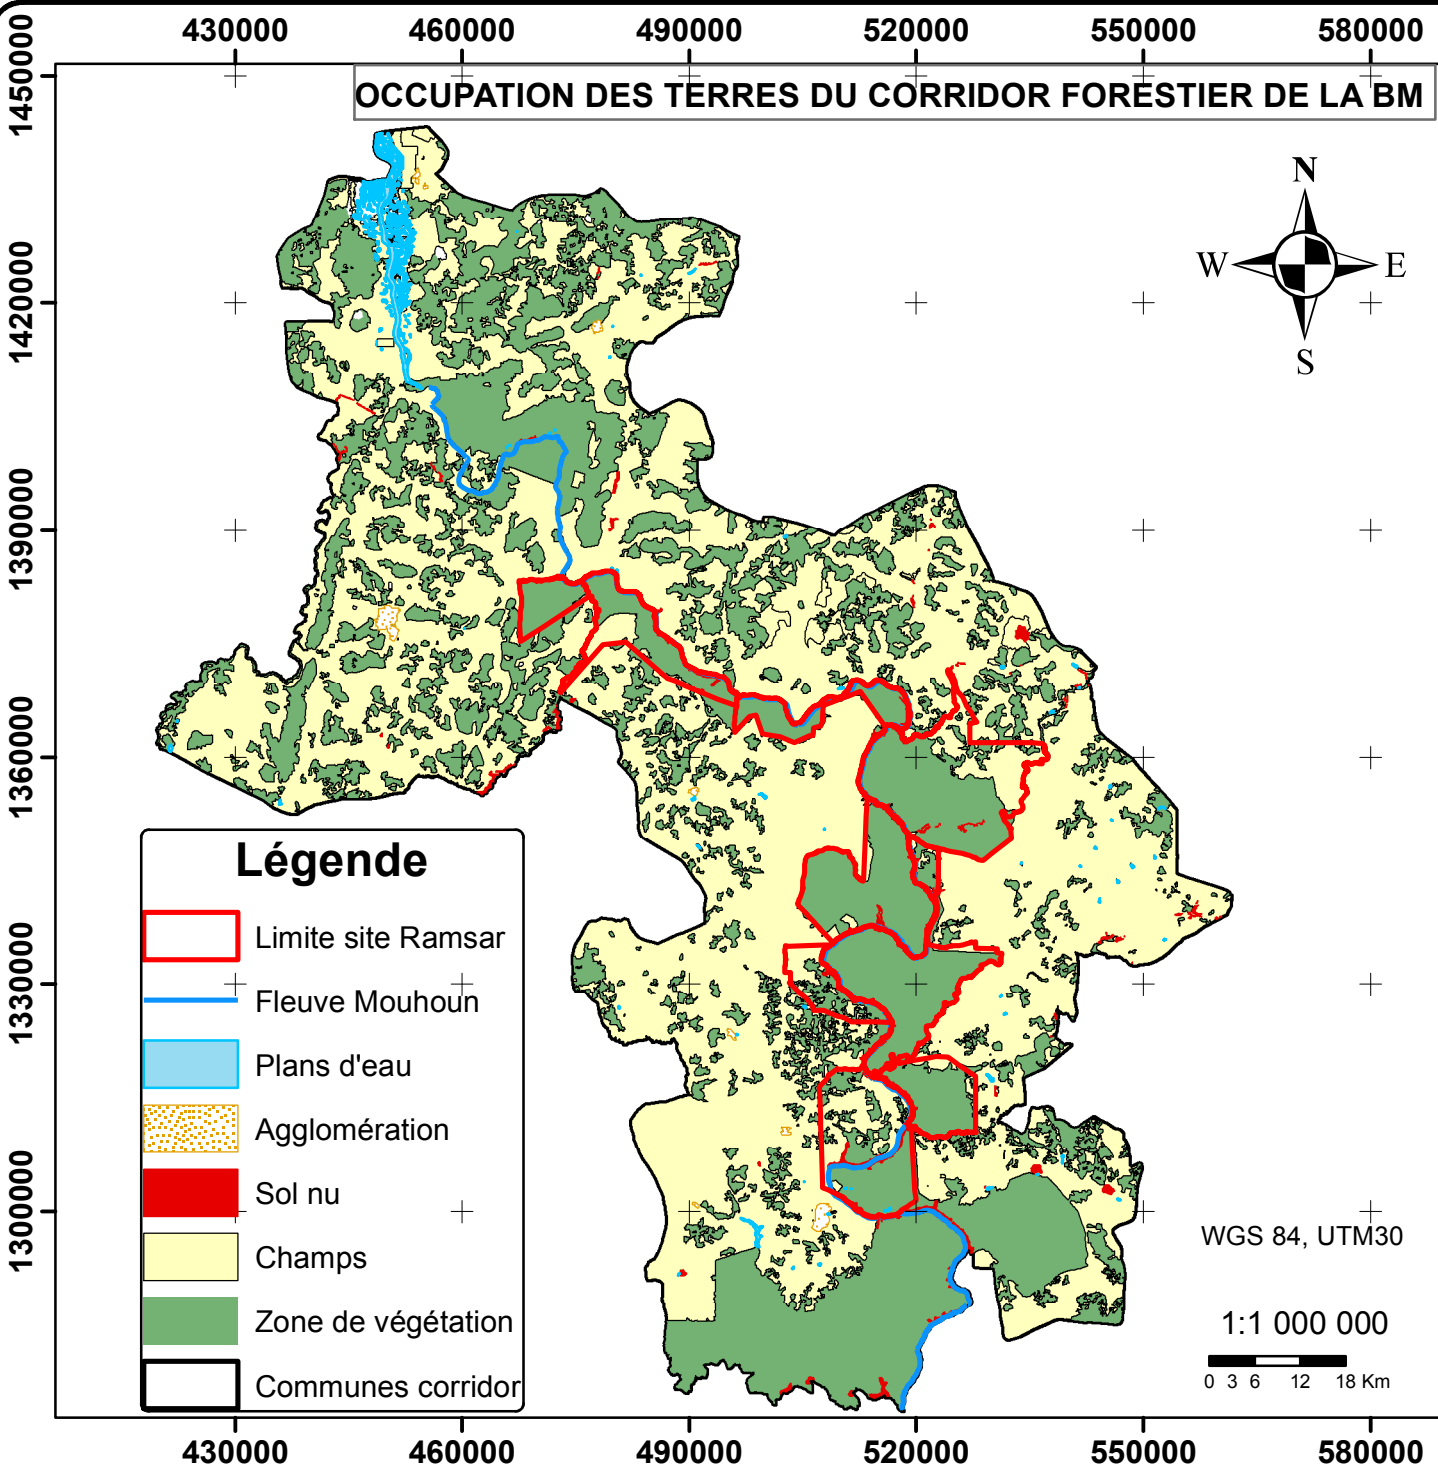 430000 460000 490000 520000 550000 580000
OCCUPATION DES TERRES DU CORRIDOR FORESTIER DE LA BM
1450000
1420000
1390000
1360000
1330000
1300000
N
W E
S
Légende
Limite site Ramsar
Fleuve Mouhoun
Plans d'eau
Agglomération
Sol nu
Champs
Zone de végétation
Communes corridor
WGS 84, UTM30
1:1 000 000
0 3 6 12 18 Km
430000 460000 490000 520000 550000 580000